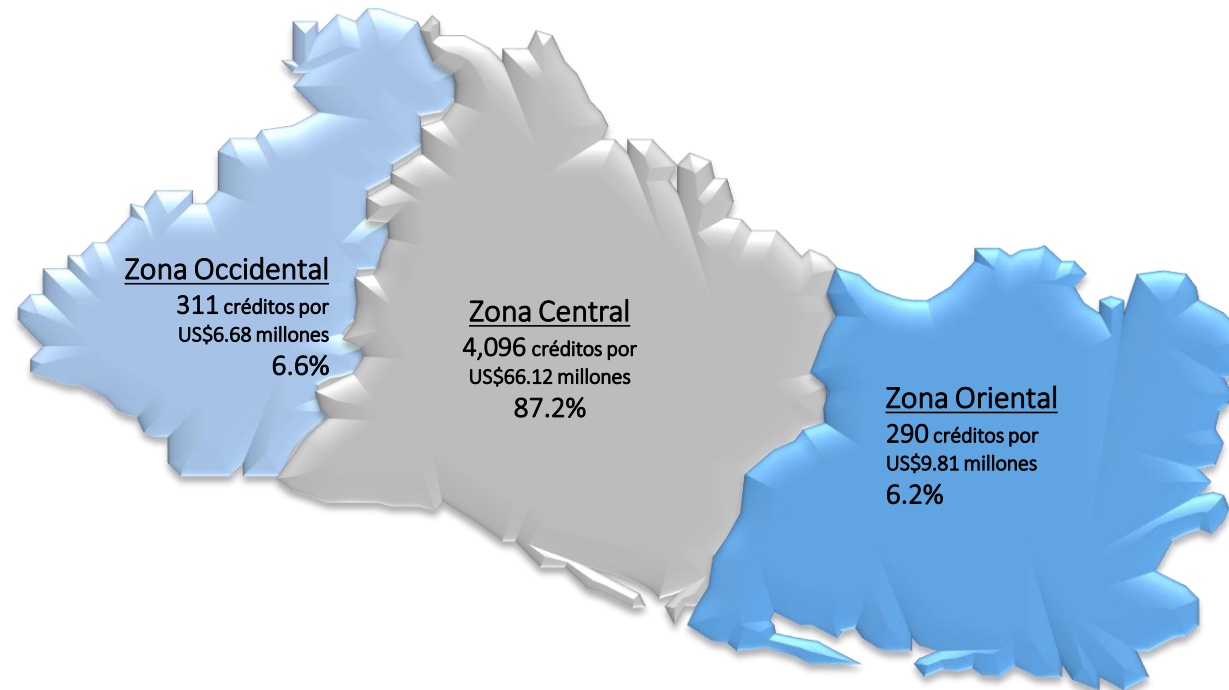 Zona Occidental
311 créditos por
US$6.68 millones
6.6%
Zona Central
4,096 créditos por
US$66.12 millones
87.2%
Zona Oriental
290 créditos por
US$9.81 millones
6.2%